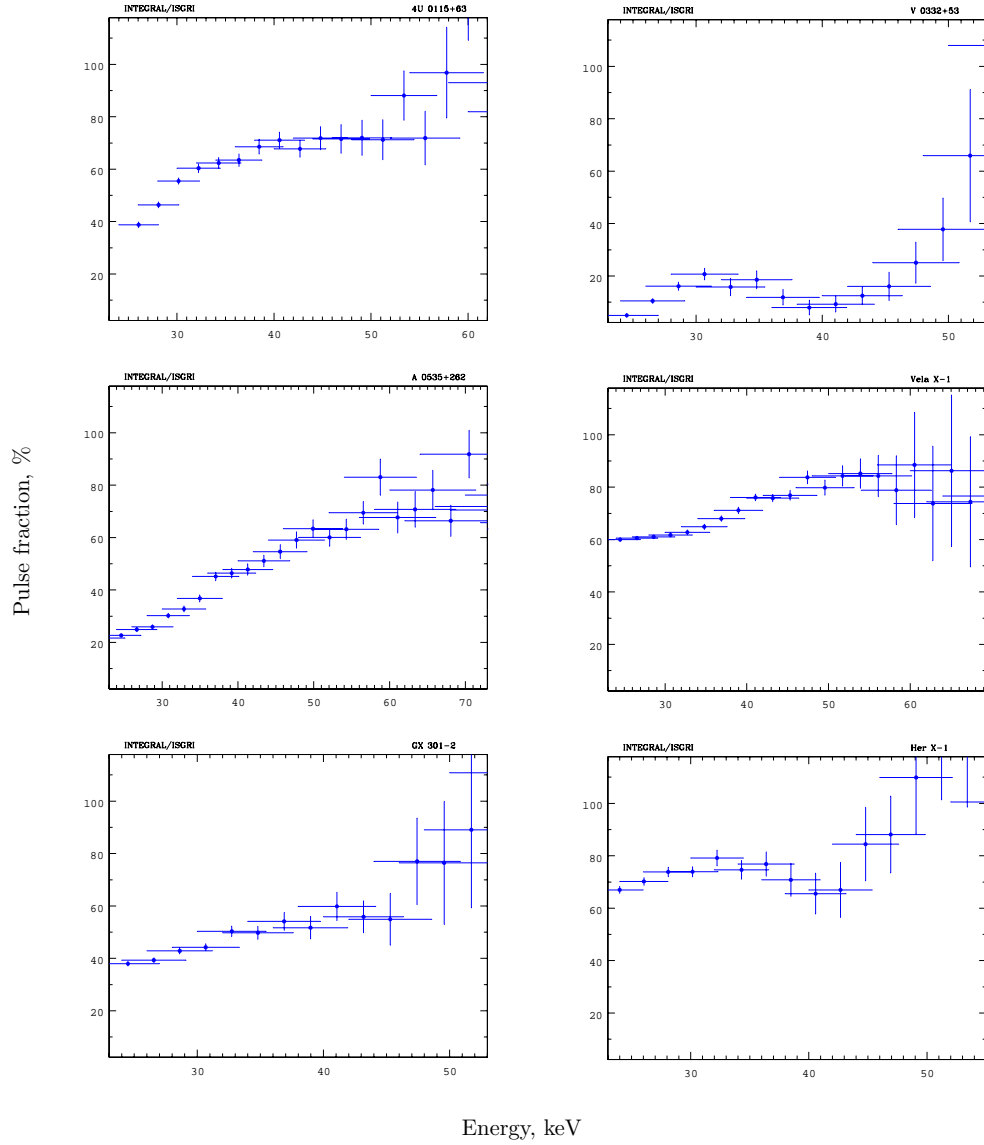 INTEGRAL/ISGRI 4U 0115+63
100
80
60
40
20
30 40 50 60
INTEGRAL/ISGRI V 0332+53
100
80
60
40
20
30 40 50
INTEGRAL/ISGRI A 0535+262
100
80
60
40
20
30 40 50 60 70
INTEGRAL/ISGRI Vela X-1
100
80
60
40
20
30 40 50 60
INTEGRAL/ISGRI GX 301-2
100
80
60
40
20
30 40 50
INTEGRAL/ISGRI Her X-1
100
80
60
40
20
30 40 50
Pulse fraction, %
Energy, keV